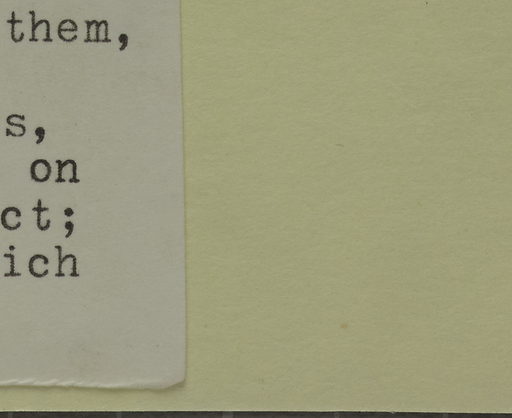 them,
s,
on
ct;
ich